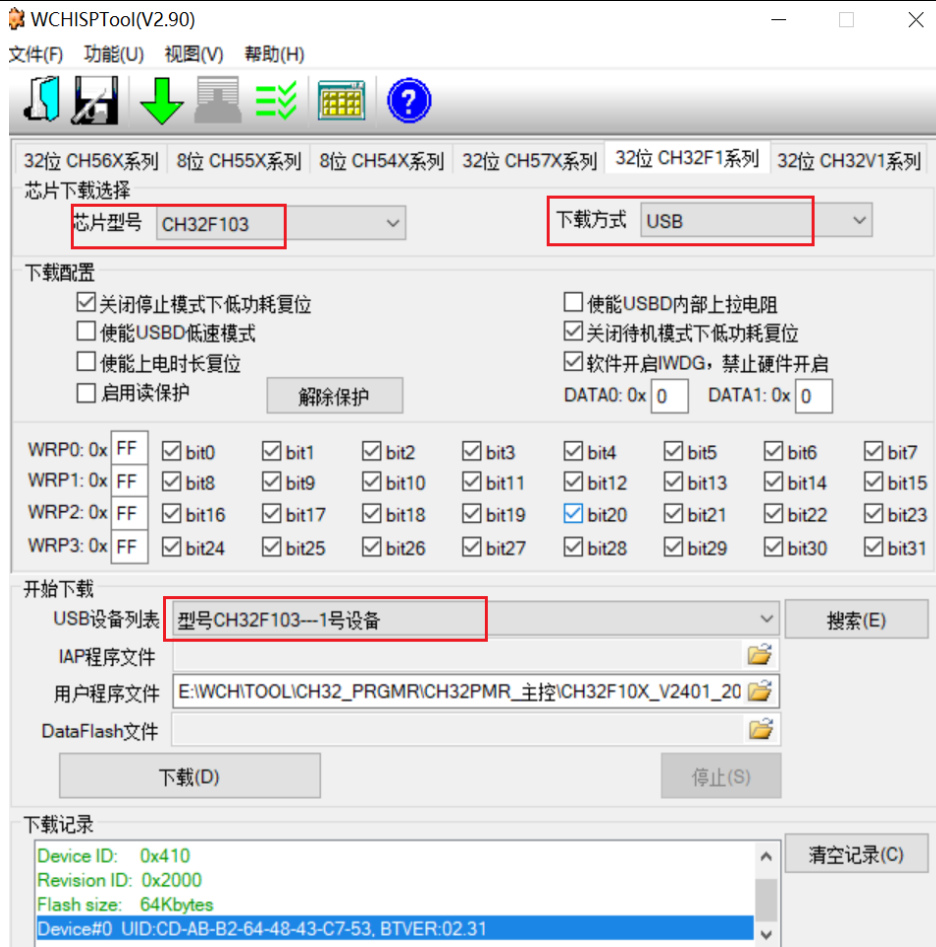 WCHISPTool(V2.90)
文件(F) 功能(U) 视图(V) 帮助(H)
32位 CH56X系列 8位 CH55X系列 8位 CH54X系列 32位 CH57X系列 32位 CH32F1系列 32位 CH32V1系列
芯片下载选择
芯片型号 CH32F103 下载方式 USB
下载配置
关闭停止模式下低功耗复位 使能USBD内部上拉电阻
使能USBD低速模式 关闭待机模式下低功耗复位
使能上电时长复位 软件开启IWDG，禁止硬件开启
启用读保护 解除保护 DATA0: 0x 0 DATA1: 0x 0
WRP0: 0x FF bit0 bit1 bit2 bit3 bit4 bit5 bit6 bit7
WRP1: 0x FF bit8 bit9 bit10 bit11 bit12 bit13 bit14 bit15
WRP2: 0x FF bit16 bit17 bit18 bit19 bit20 bit21 bit22 bit23
WRP3: 0x FF bit24 bit25 bit26 bit27 bit28 bit29 bit30 bit31
开始下载
USB设备列表 型号CH32F103---1号设备 搜索(E)
IAP程序文件
用户程序文件 E:\WCH\TOOL\CH32_PRGMR\CH32PMR_主控\CH32F10X_V2401_20
DataFlash文件
下载(D) 停止(S)
下载记录
Device ID: 0x410 清空记录(C)
Revision ID: 0x2000
Flash size: 64Kbytes
Device#0 UID:CD-AB-B2-64-48-43-C7-53, BTVER:02.31